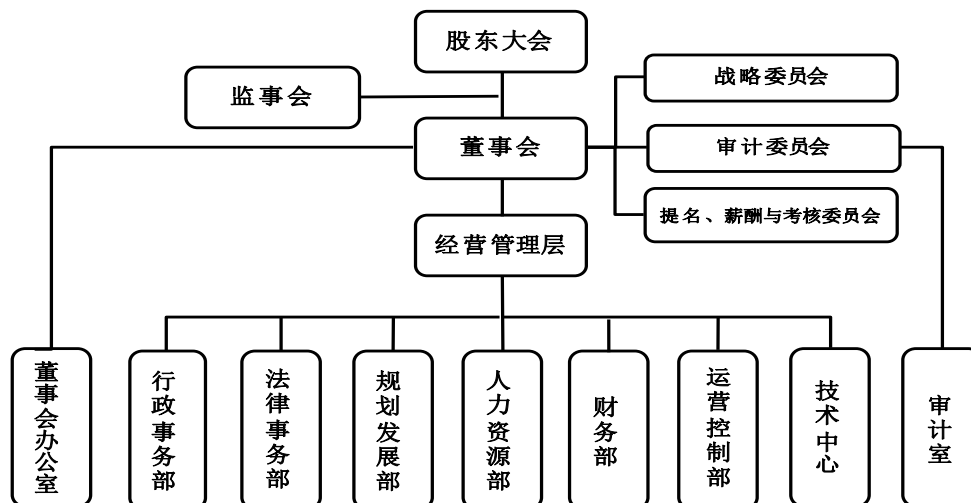 股东大会
监事会
战略委员会
董事会
审计委员会
提名、薪酬与考核委员会
经营管理层
董事会办公室
行政事务部
法律事务部
规划发展部
人力资源部
财务部
运营控制部
技术中心
审计室